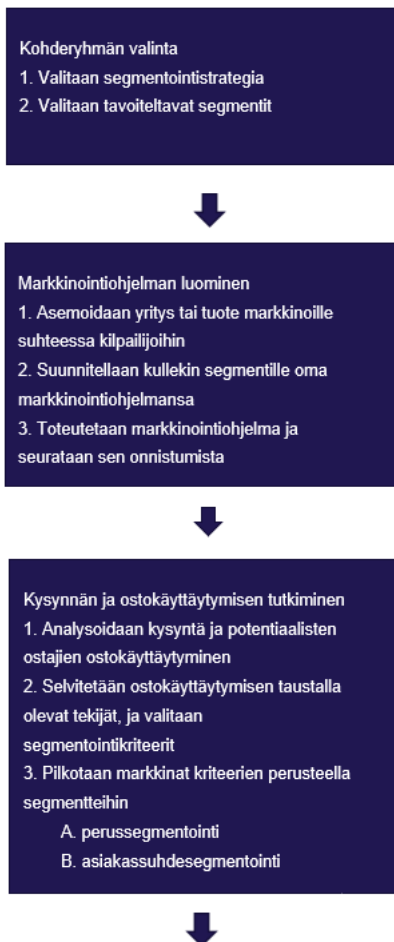 Kohderyhmän valinta
1. Valitaan segmentointistrategia
2. Valitaan tavoiteltavat segmentit
Markkinointiohjelman luominen
1. Asemoidaan yritys tai tuote markkinoille
suhteessa kilpailijoihin
2. Suunnitellaan kullekin segmentille oma
markkinointiohjelmansa
3. Toteutetaan markkinointiohjelma ja
seurataan sen onnistumista
Kysynnän ja ostokäyttäytymisen tutkiminen
1. Analysoidaan kysyntä ja potentiaalisten
ostajien ostokäyttäytyminen
2. Selvitetään ostokäyttäytymisen taustalla
olevat tekijät, ja valitaan
segmentointikriteerit
3. Pilkotaan markkinat kriteerien perusteella
segmentteihin
A. perussegmentointi
B. asiakassuhdesegmentointi